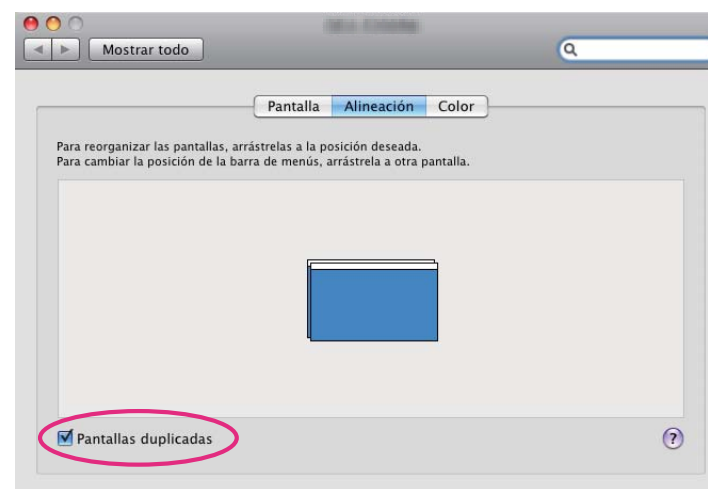 Mostrar todo
Pantalla Alineación Color
Para reorganizar las pantallas, arrástrelas a la posición deseada.
Para cambiar la posición de la barra de menús, arrástrela a otra pantalla.
Pantallas duplicadas
?